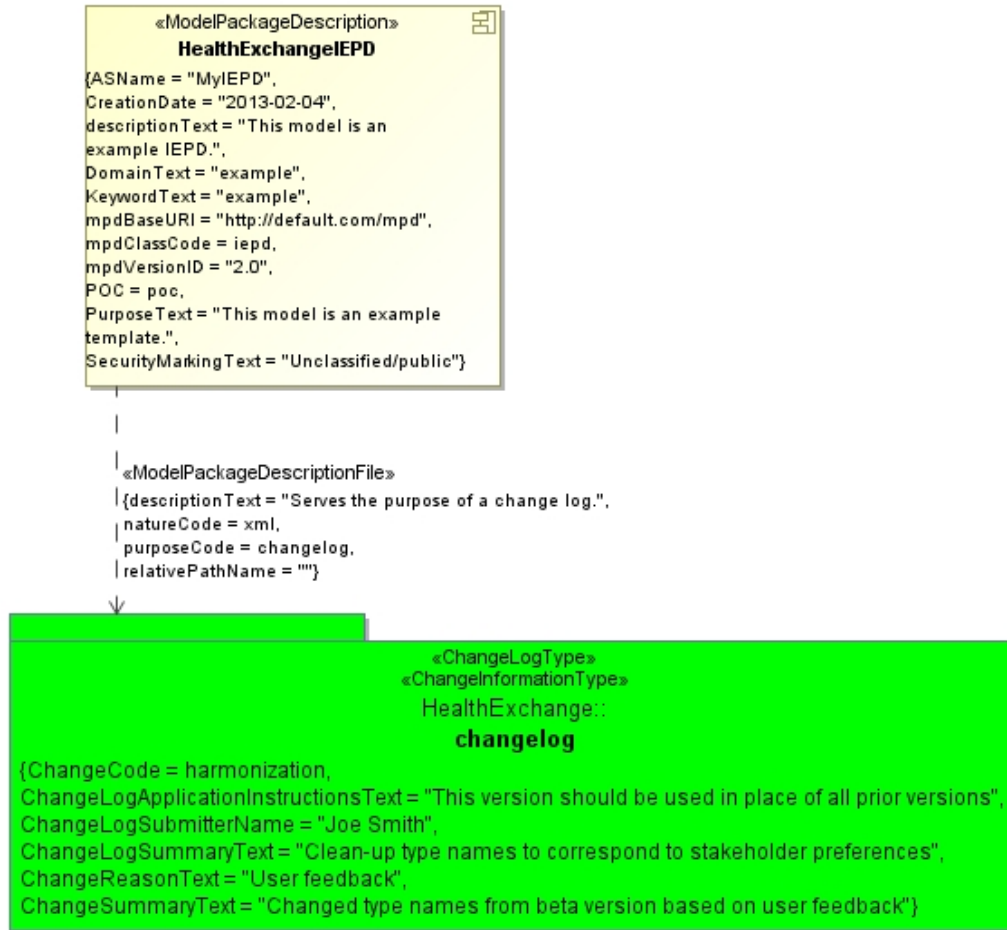 «ModelPackageDescription»
HealthExchangeIEPD
{ASName = "MyIEPD",
CreationDate = "2013-02-04",
descriptionText = "This model is an
example IEPD.",
DomainText = "example",
KeywordText = "example",
mpdBaseURI = "http://default.com/mpd",
mpdClassCode = iepd,
mpdVersionID = "2.0",
POC = poc,
PurposeText = "This model is an example
template.",
SecurityMarkingText = "Unclassified/public"}
«ModelPackageDescriptionFile»
{descriptionText = "Serves the purpose of a change log.",
natureCode = xml,
purposeCode = changelog,
relativePathName = ""}
«ChangeLogType»
«ChangeInformationType»
HealthExchange::
changelog
{ChangeCode = harmonization,
ChangeLogApplicationInstructionsText = "This version should be used in place of all prior versions",
ChangeLogSubmitterName = "Joe Smith",
ChangeLogSummaryText = "Clean-up type names to correspond to stakeholder preferences",
ChangeReasonText = "User feedback",
ChangeSummaryText = "Changed type names from beta version based on user feedback"}